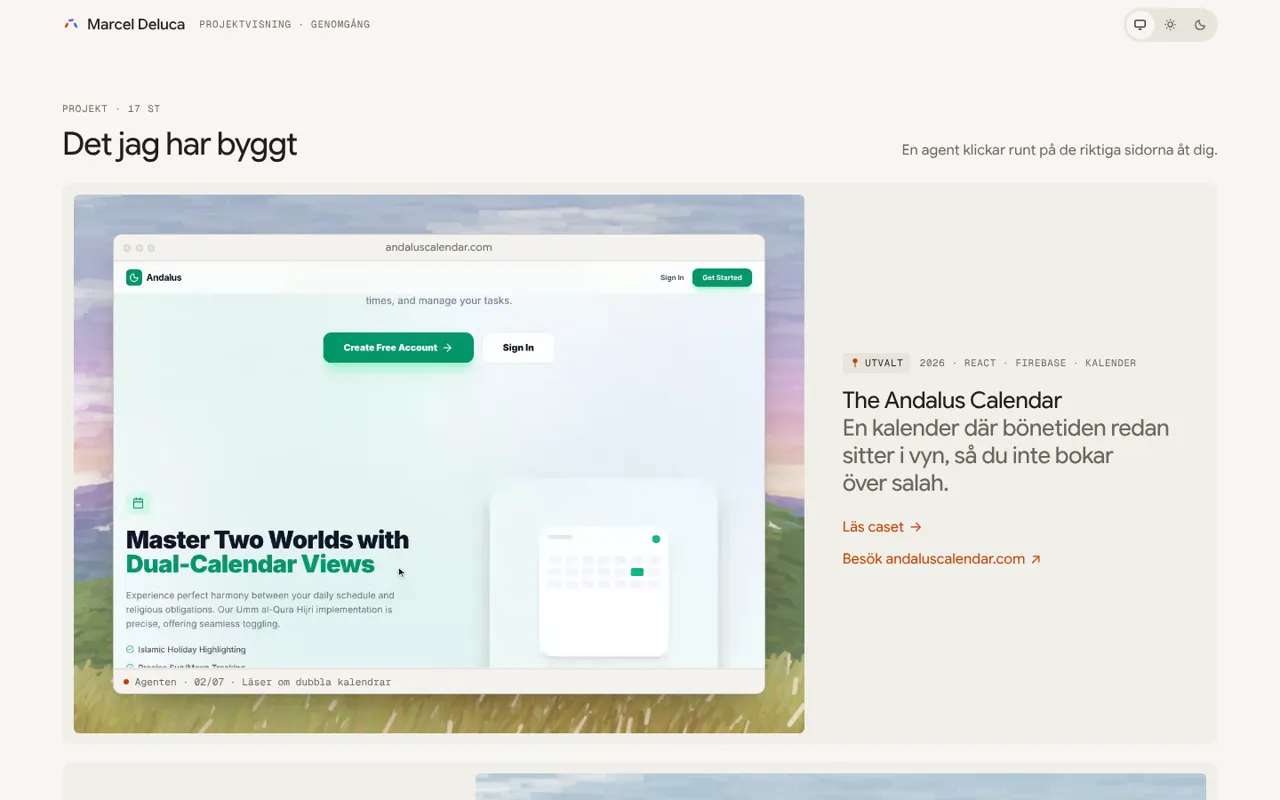 Marcel Deluca
PROJEKTVISNING · GENOMGÅNG
PROJEKT · 17 ST
Det jag har byggt
En agent klickar runt på de riktiga sidorna åt dig.
andaluscalendar.com
Andalus
Sign In
Get Started
times, and manage your tasks.
Create Free Account →
Sign In
Master Two Worlds with
Dual-Calendar Views
Experience perfect harmony between your daily schedule and
religious obligations. Our Umm al-Qura Hijri implementation is
precise, offering seamless toggling.
Islamic Holiday Highlighting
Precise Sun/Moon Tracking
Agenten · 02/07 · Läser om dubbla kalendrar
UTVALT
2026 · REACT · FIREBASE · KALENDER
The Andalus Calendar
En kalender där bönetiden redan
sitter i vyn, så du inte bokar
över salah.
Läs caset →
Besök andaluscalendar.com ↗